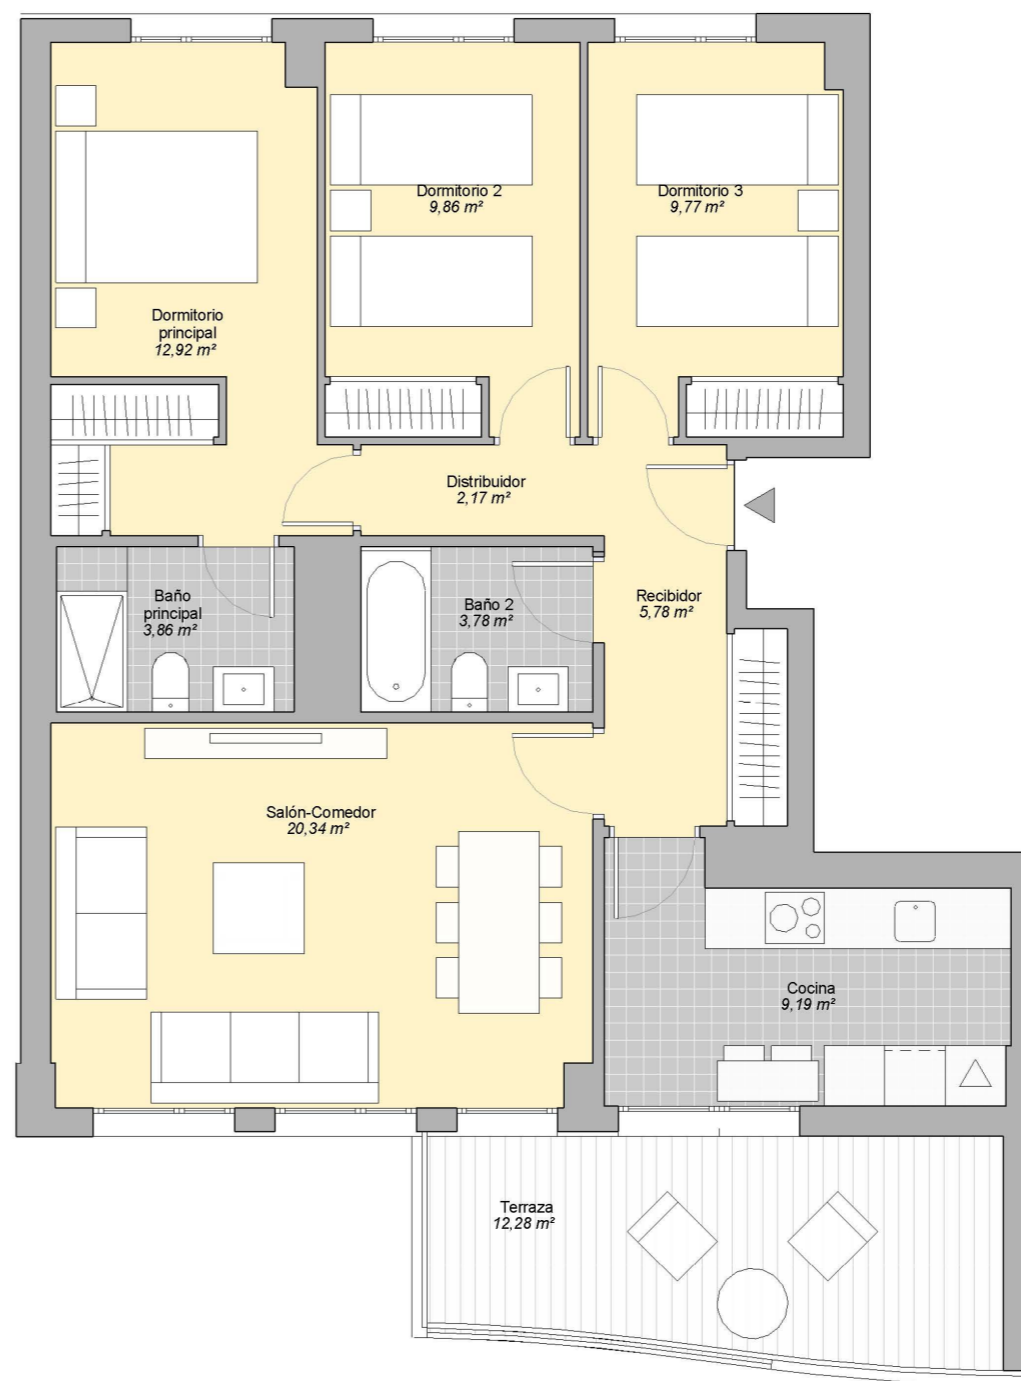 Dormitorio 2
9,86 m²
Dormitorio 3
9,77 m²
Dormitorio
principal
12,92 m²
Distribuidor
2,17 m²
Baño
principal
3,86 m²
Baño 2
3,78 m²
Recibidor
5,78 m²
Salón-Comedor
20,34 m²
Cocina
9,19 m²
Terraza
12,28 m²